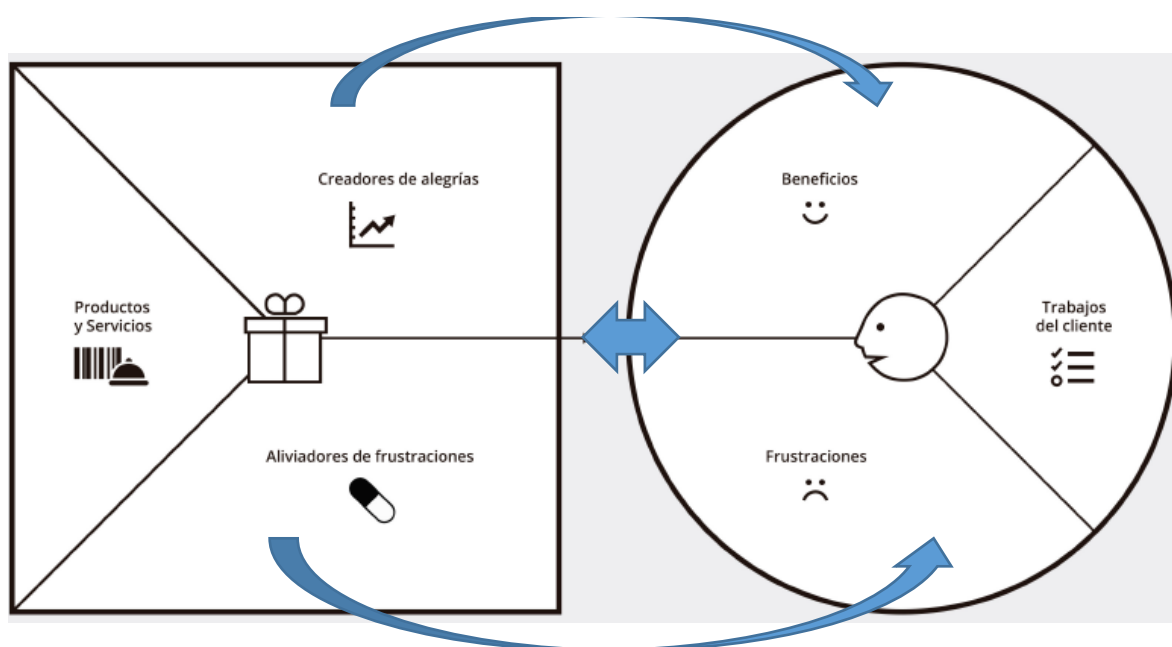 Creadores de alegrías
Productos
y Servicios
Aliviadores de frustraciones
Beneficios
Trabajos
del cliente
Frustraciones